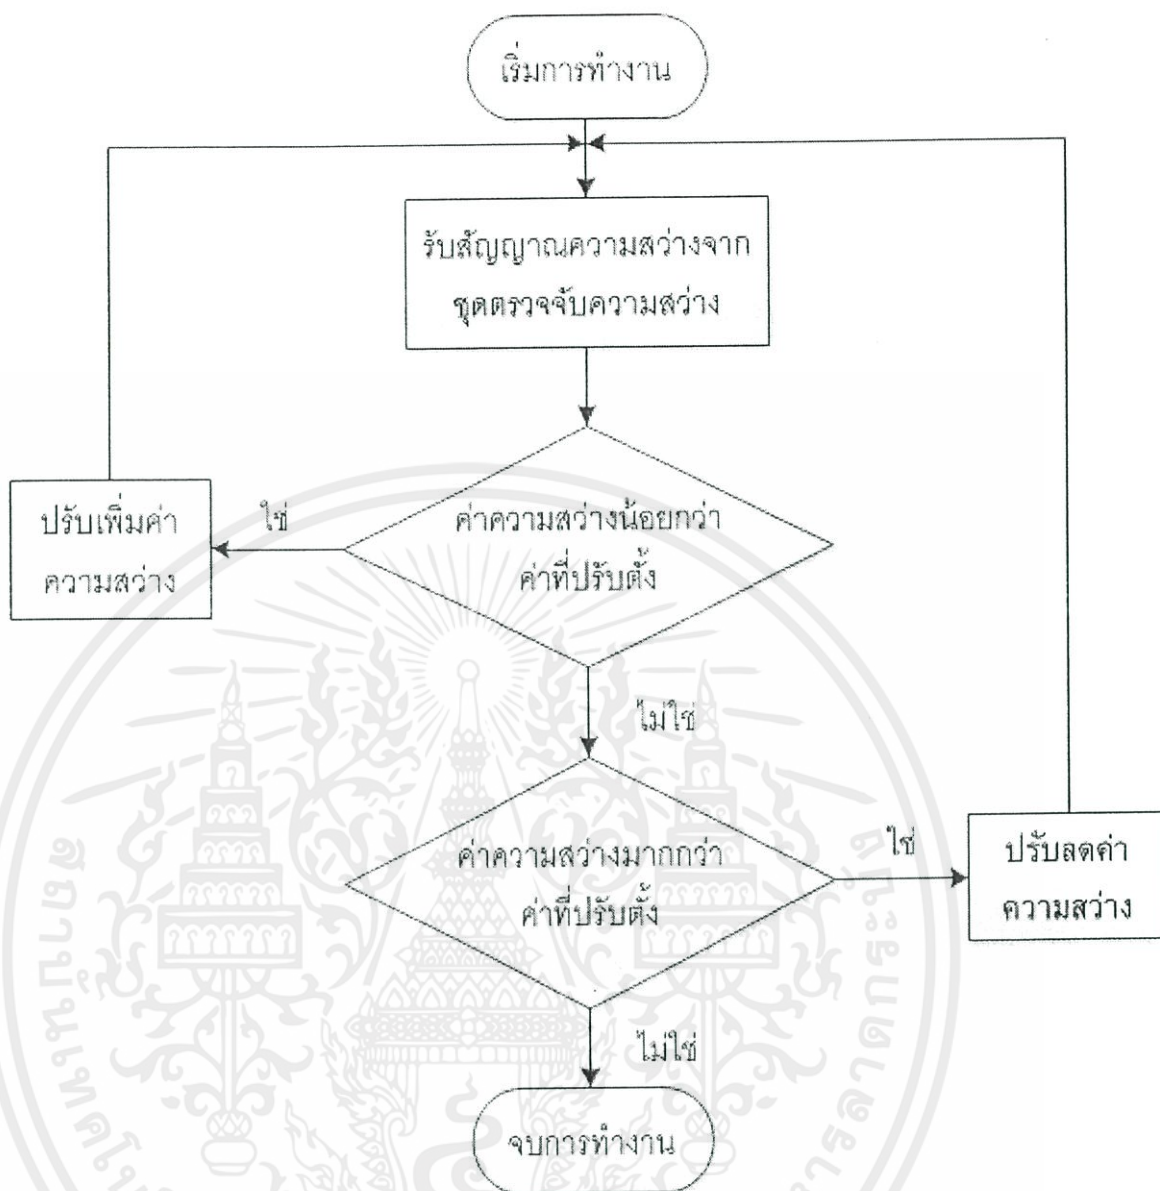 เริ่มการทำงาน
รับสัญญาณความสว่างจาก
ชุดตรวจจับความสว่าง
ปรับเพิ่มค่า
ความสว่าง
ใช่
ค่าความสว่างน้อยกว่า
ค่าที่ปรับตั้ง
ไม่ใช่
ค่าความสว่างมากกว่า
ค่าที่ปรับตั้ง
ใช่
ปรับลดค่า
ความสว่าง
ไม่ใช่
จบการทำงาน